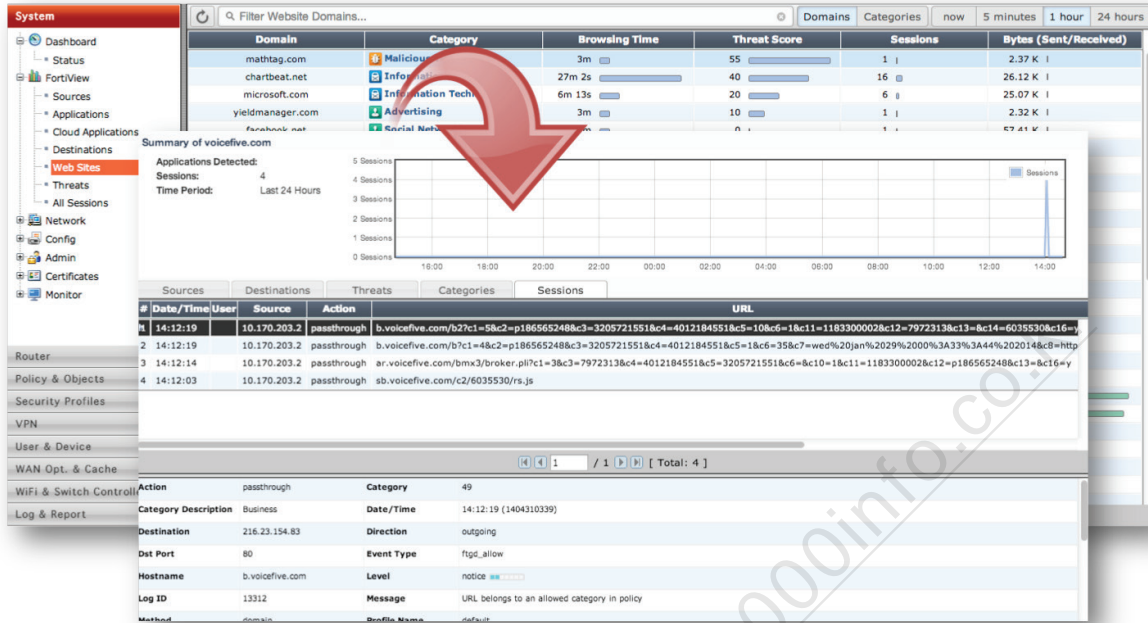 System
Filter Website Domains...
Domains Categories now 5 minutes 1 hour 24 hours
Dashboard
Status
FortiView
Sources
Applications
Cloud Applications
Destinations
Web Sites
Threats
All Sessions
Network
Config
Admin
Certificates
Monitor
Router
Policy & Objects
Security Profiles
VPN
User & Device
WAN Opt. & Cache
WiFi & Switch Controll
Log & Report
Domain Category Browsing Time Threat Score Sessions Bytes (Sent/Received)
mathtag.com Malicious 3m 55 1 2.37 K
chartbeat.net Informati 27m 2s 40 16 26.12 K
microsoft.com Information Techn 6m 13s 20 6 25.07 K
yieldmanager.com Advertising 3m 10 1 2.32 K
facebook.net Social Netw 0 1 57.41 K
Summary of voicefive.com
Applications Detected:
Sessions: 4
Time Period: Last 24 Hours
5 Sessions
4 Sessions
3 Sessions
2 Sessions
1 Sessions
0 Sessions
Sessions
16:00 18:00 20:00 22:00 00:00 02:00 04:00 06:00 08:00 10:00 12:00 14:00
Sources Destinations Threats Categories Sessions
# Date/Time User Source Action URL
14:12:19 10.170.203.2 passthrough b.voicefive.com/b2?c1=5&c2=p186565248&c3=3205721551&c4=4012184551&c5=10&c6=1&c11=1183300002&c12=7972313&c13=&c14=6035530&c16=y
2 14:12:19 10.170.203.2 passthrough b.voicefive.com/b?c1=4&c2=p186565248&c3=3205721551&c4=4012184551&c5=1&c6=35&c7=wed%20jan%2029%2000%3A33%3A44%202014&c8=http
3 14:12:14 10.170.203.2 passthrough ar.voicefive.com/bmx3/broker.pli?c1=3&c3=7972313&c4=4012184551&c5=3205721551&c6=&c10=1&c11=1183300002&c12=p186565248&c13=&c16=y
4 14:12:03 10.170.203.2 passthrough sb.voicefive.com/c2/6035530/rs.js
1 / 1 [ Total: 4 ]
Action passthrough Category 49
Category Description Business Date/Time 14:12:19 (1404310339)
Destination 216.23.154.83 Direction outgoing
Dst Port 80 Event Type ftgd_allow
Hostname b.voicefive.com Level notice
Log ID 13312 Message URL belongs to an allowed category in policy
Method domain Profile Name default